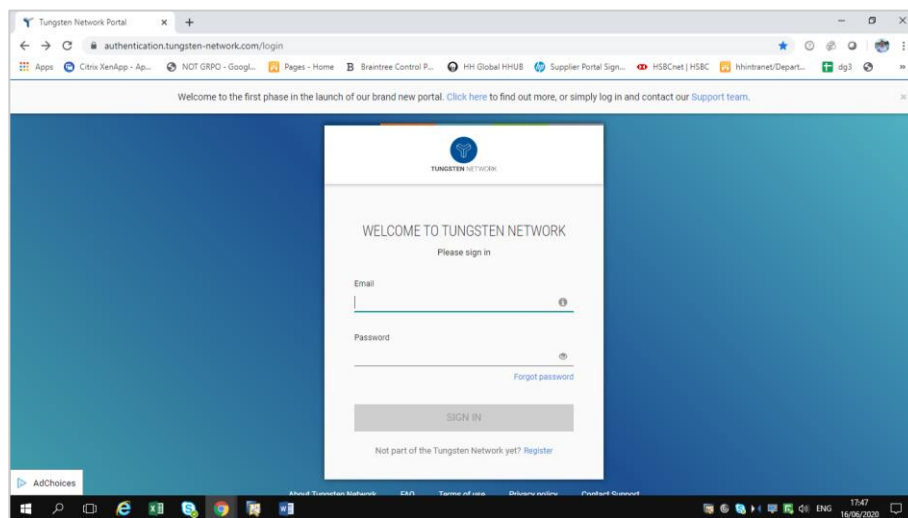 Tungsten Network Portal
authentication.tungsten-network.com/login
Apps Citrix XenApp - Ap... NOT GRPO - Googl... Pages - Home Braintree Control P... HH Global HHUB Supplier Portal Sign... HSBCnet | HSBC hhintranet/Depart... dg3
Welcome to the first phase in the launch of our brand new portal. Click here to find out more, or simply log in and contact our Support team.
TUNGSTEN NETWORK
WELCOME TO TUNGSTEN NETWORK
Please sign in
Email
Password
Forgot password
SIGN IN
Not part of the Tungsten Network yet? Register
AdChoices
About Tungsten Network FAQ Terms of use Privacy policy Contact Support
ENG
17:47
16/06/2020